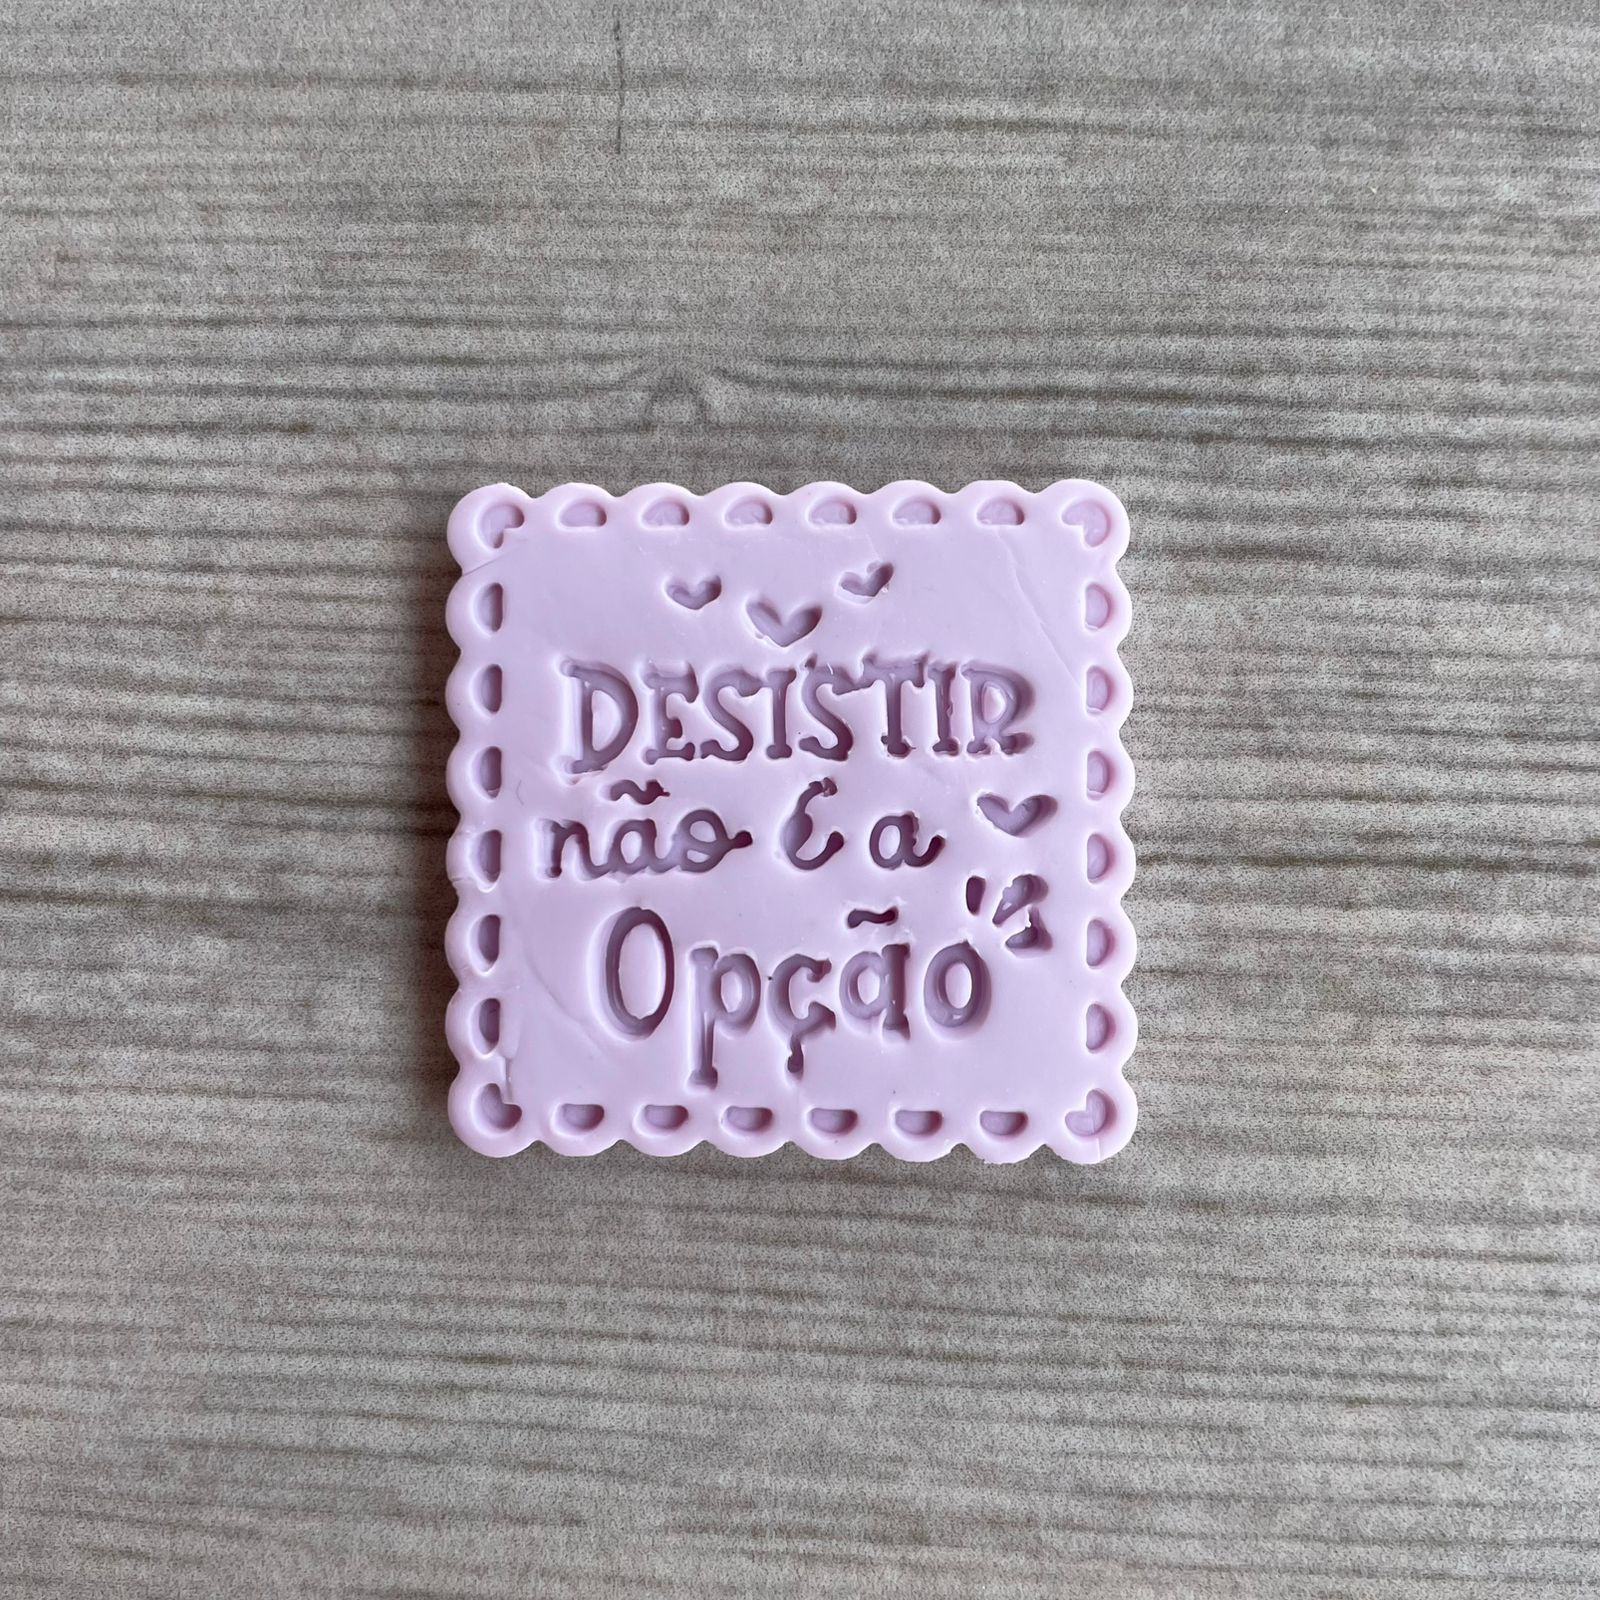 DESISTIR
não é a
Opção